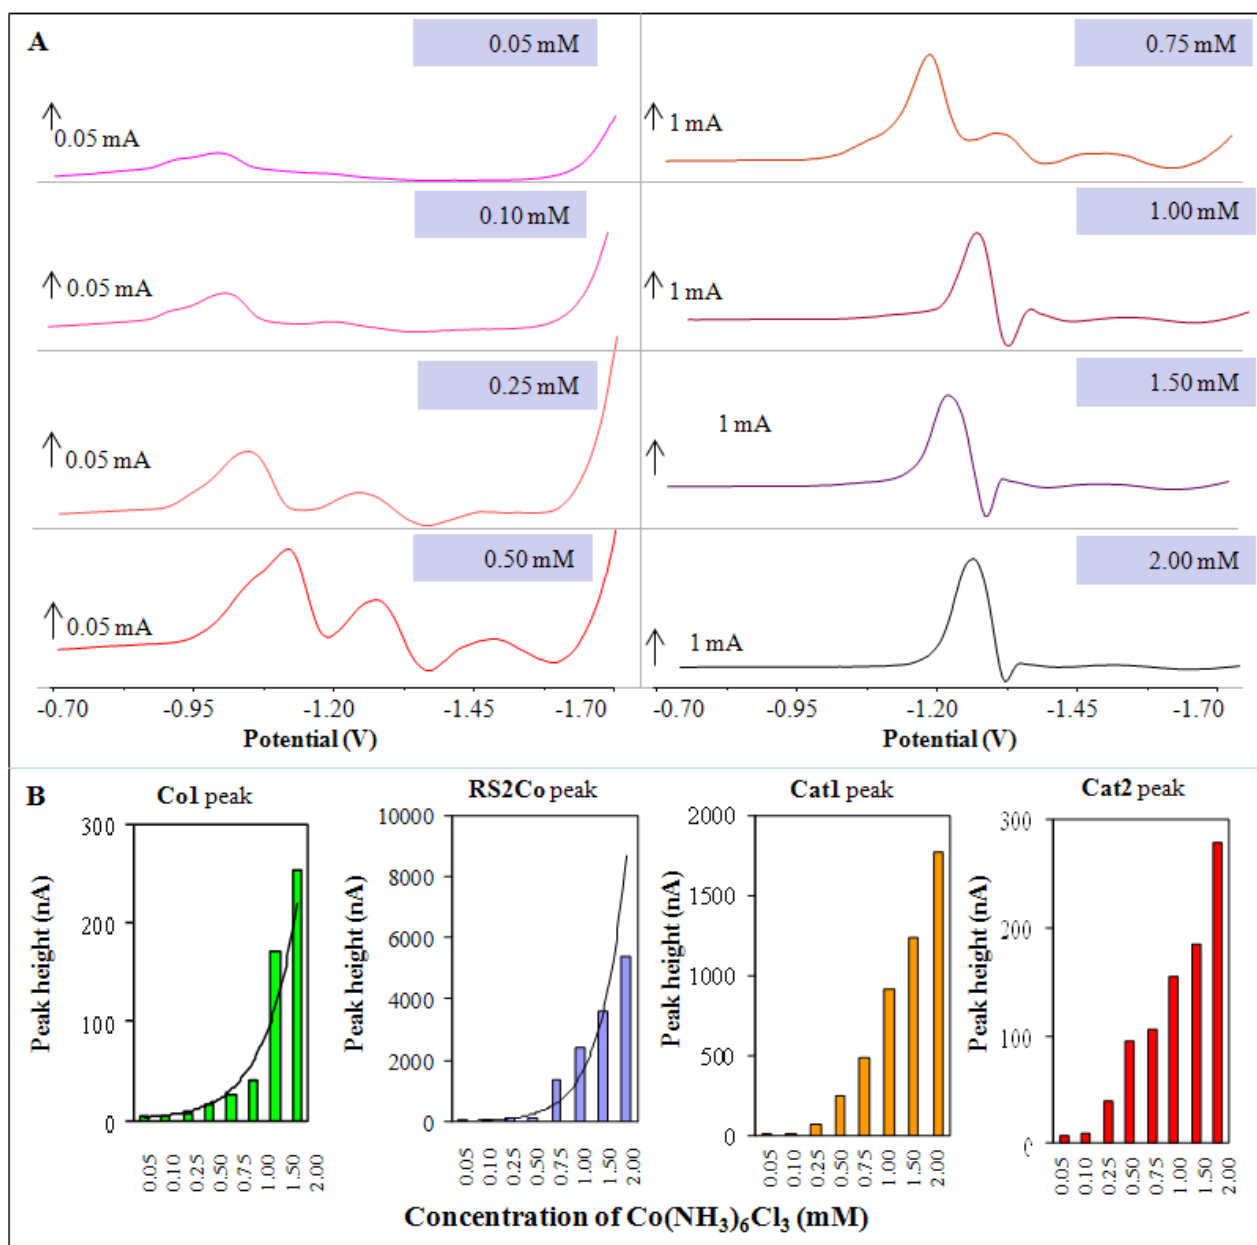 A
0.05 mM
0.05 mA
0.10 mM
0.05 mA
0.25 mM
0.05 mA
0.50 mM
0.05 mA
-0.70 -0.95 -1.20 -1.45 -1.70
Potential (V)
0.75 mM
1 mA
1.00 mM
1 mA
1.50 mM
1 mA
2.00 mM
1 mA
-0.70 -0.95 -1.20 -1.45 -1.70
Potential (V)
B
Co1 peak
Peak height (nA)
300
200
100
0
0.05 0.10 0.25 0.50 0.75 1.00 1.50 2.00
RS2Co peak
Peak height (nA)
10000
8000
6000
4000
2000
0
0.05 0.10 0.25 0.50 0.75 1.00 1.50 2.00
Cat1 peak
Peak height (nA)
2000
1500
1000
500
0
0.05 0.10 0.25 0.50 0.75 1.00 1.50 2.00
Cat2 peak
Peak height (nA)
300
200
100
0
0.05 0.10 0.25 0.50 0.75 1.00 1.50 2.00
Concentration of Co(NH₃)₆Cl₃ (mM)